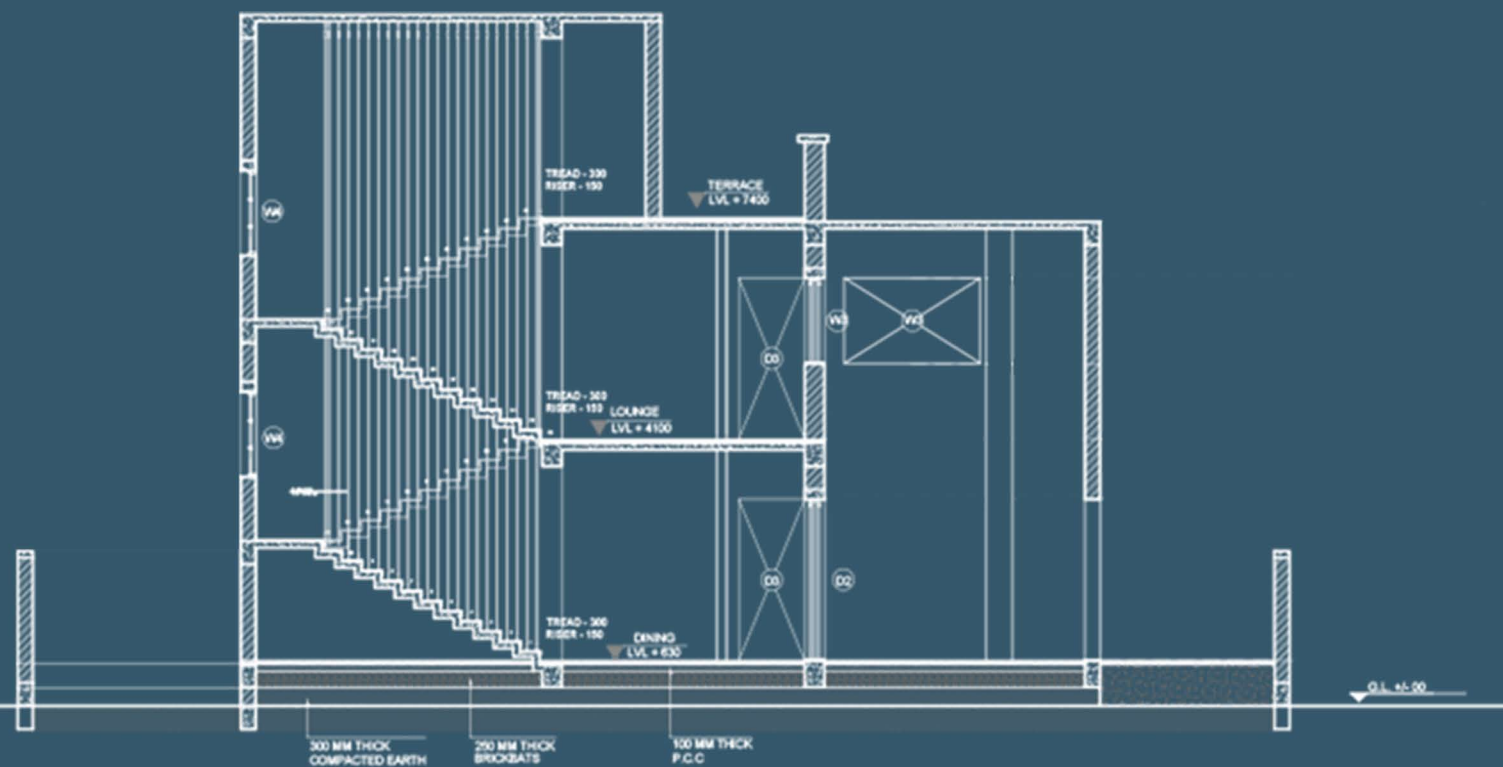 TREAD - 300
RISER - 150
TERRACE
LVL + 7400
W4
W3
D3
TREAD - 300
RISER - 150
LOUNGE
LVL + 4100
W4
D3
D2
TREAD - 300
RISER - 150
DINING
LVL + 630
G.L. +/- 00
300 MM THICK
COMPACTED EARTH
250 MM THICK
BRICKBATS
100 MM THICK
P.C.C